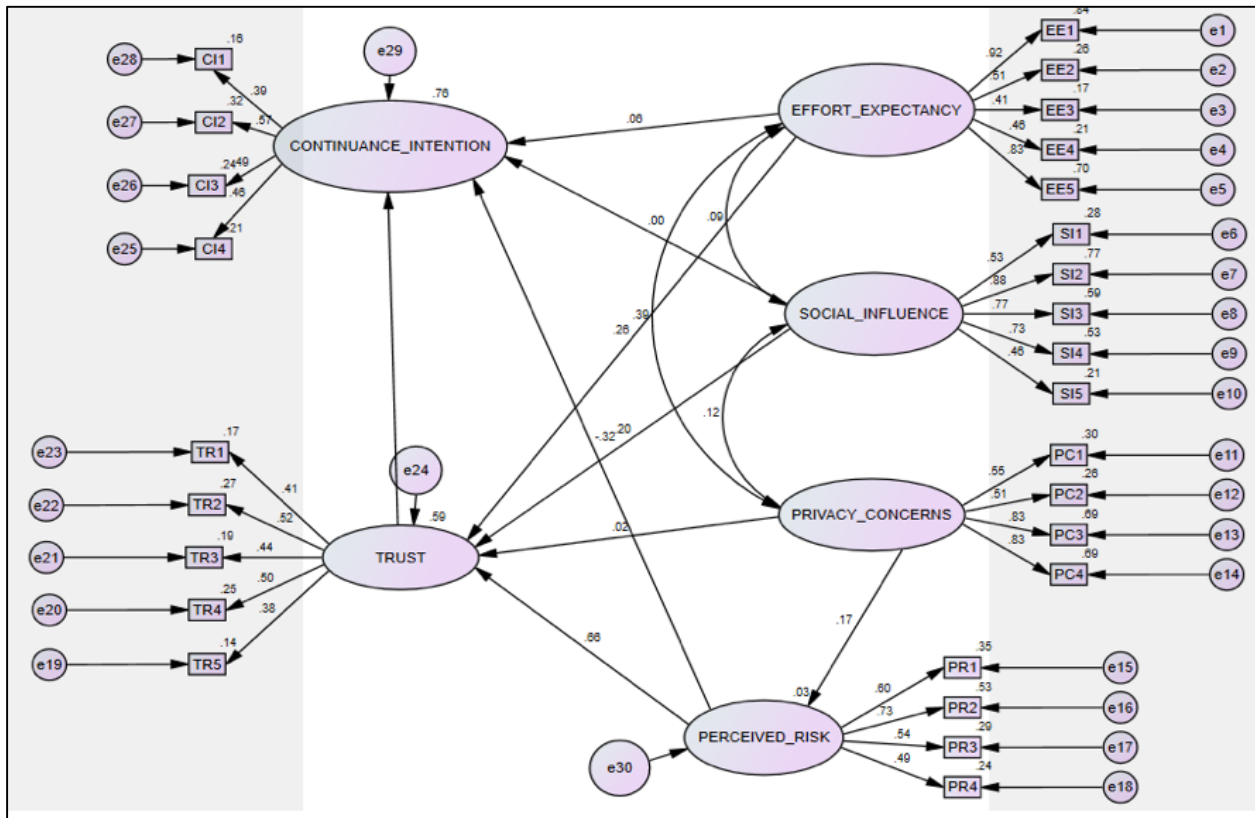 .84
.16
e29
EE1
e1
e28
CI1
.92
.26
.51
EE2
e2
.39
.76
.17
.32
EFFORT_EXPECTANCY
.41
EE3
e3
e27
CI2
.57
.06
.46
.21
CONTINUANCE_INTENTION
.83
EE4
e4
.24
.49
.70
e26
CI3
EE5
e5
.46
.28
.00
.09
.21
SI1
e6
e25
CI4
.53
.77
.88
SI2
e7
.59
SOCIAL_INFLUENCE
.77
SI3
e8
.26
.39
.73
.53
SI4
e9
.46
.21
SI5
e10
.12
-.32
.20
.17
.30
e23
TR1
PC1
e11
e24
.55
.26
.27
.41
.51
PC2
e12
e22
TR2
.59
PRIVACY_CONCERNS
.69
.52
.83
PC3
e13
.19
.02
.83
.69
e21
TR3
.44
TRUST
PC4
e14
.25
.50
e20
TR4
.38
.17
.14
.66
.35
e19
TR5
PR1
e15
.03
.60
.53
.73
PR2
e16
PERCEIVED_RISK
.29
.54
PR3
e17
e30
.49
.24
PR4
e18